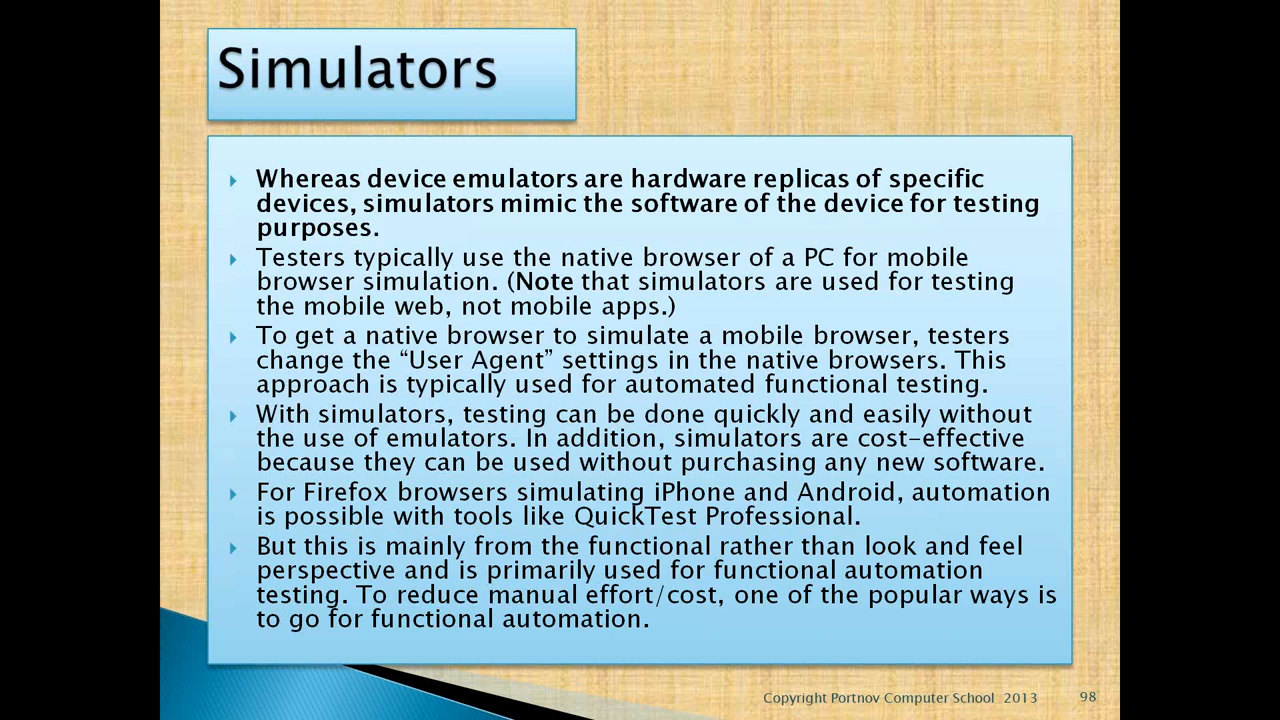 Simulators
Whereas device emulators are hardware replicas of specific
devices, simulators mimic the software of the device for testing
purposes.
Testers typically use the native browser of a PC for mobile
browser simulation. (Note that simulators are used for testing
the mobile web, not mobile apps.)
To get a native browser to simulate a mobile browser, testers
change the “User Agent” settings in the native browsers. This
approach is typically used for automated functional testing.
With simulators, testing can be done quickly and easily without
the use of emulators. In addition, simulators are cost-effective
because they can be used without purchasing any new software.
For Firefox browsers simulating iPhone and Android, automation
is possible with tools like QuickTest Professional.
But this is mainly from the functional rather than look and feel
perspective and is primarily used for functional automation
testing. To reduce manual effort/cost, one of the popular ways is
to go for functional automation.
Copyright Portnov Computer School 2013 98